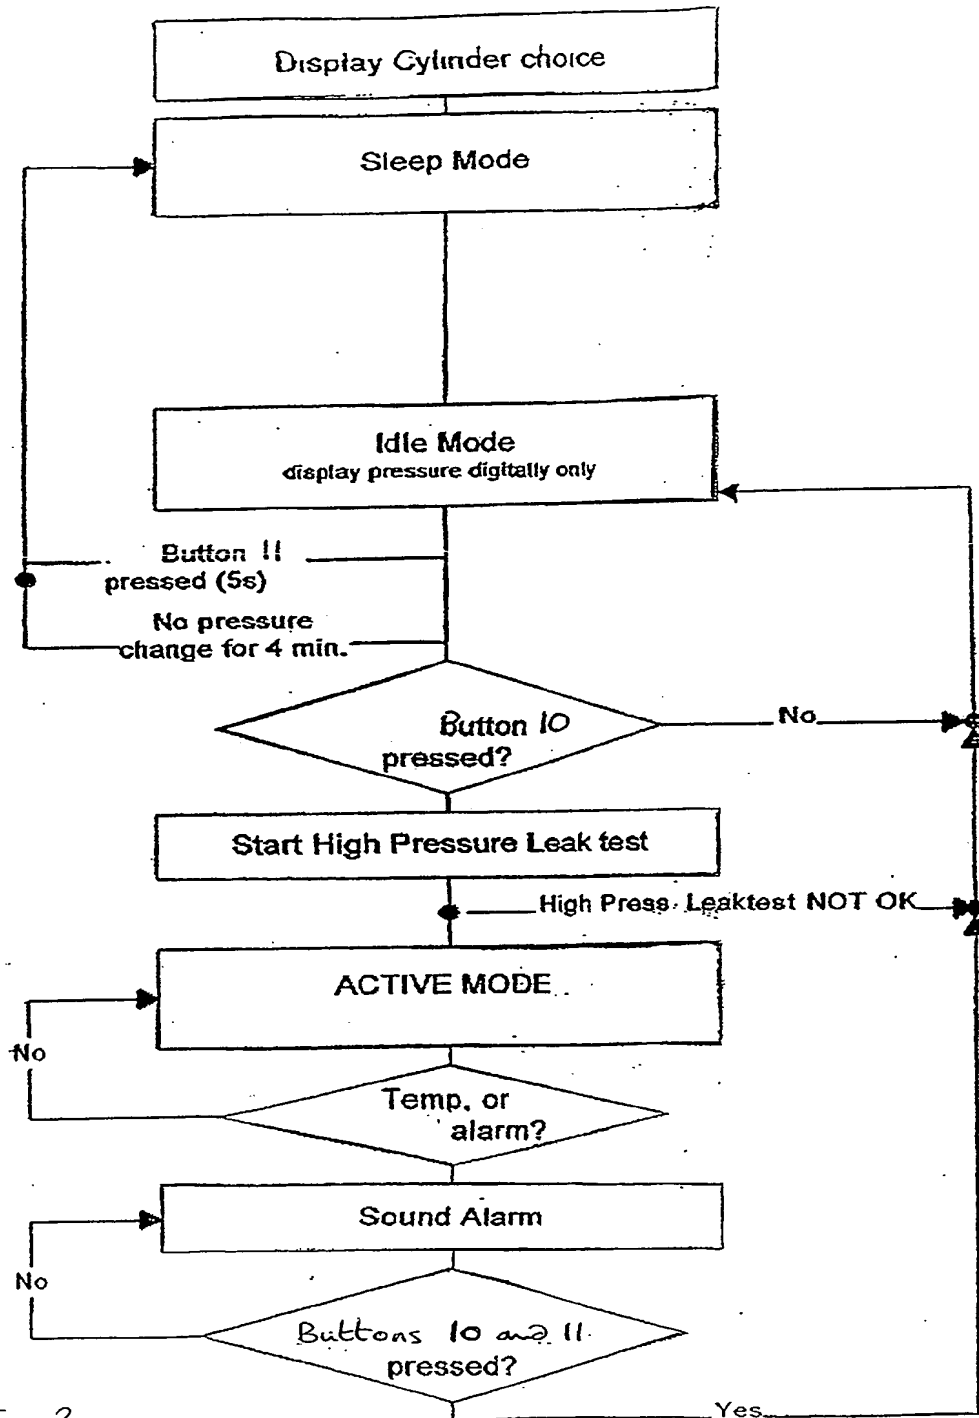 Display Cylinder choice
Sleep Mode
Idle Mode
display pressure digitally only
Button 11
pressed (5s)
No pressure
change for 4 min.
Button 10
pressed?
No
Start High Pressure Leak test
High Press. Leaktest NOT OK
ACTIVE MODE
No
Temp. or
alarm?
Sound Alarm
No
Buttons 10 and 11
pressed?
Yes